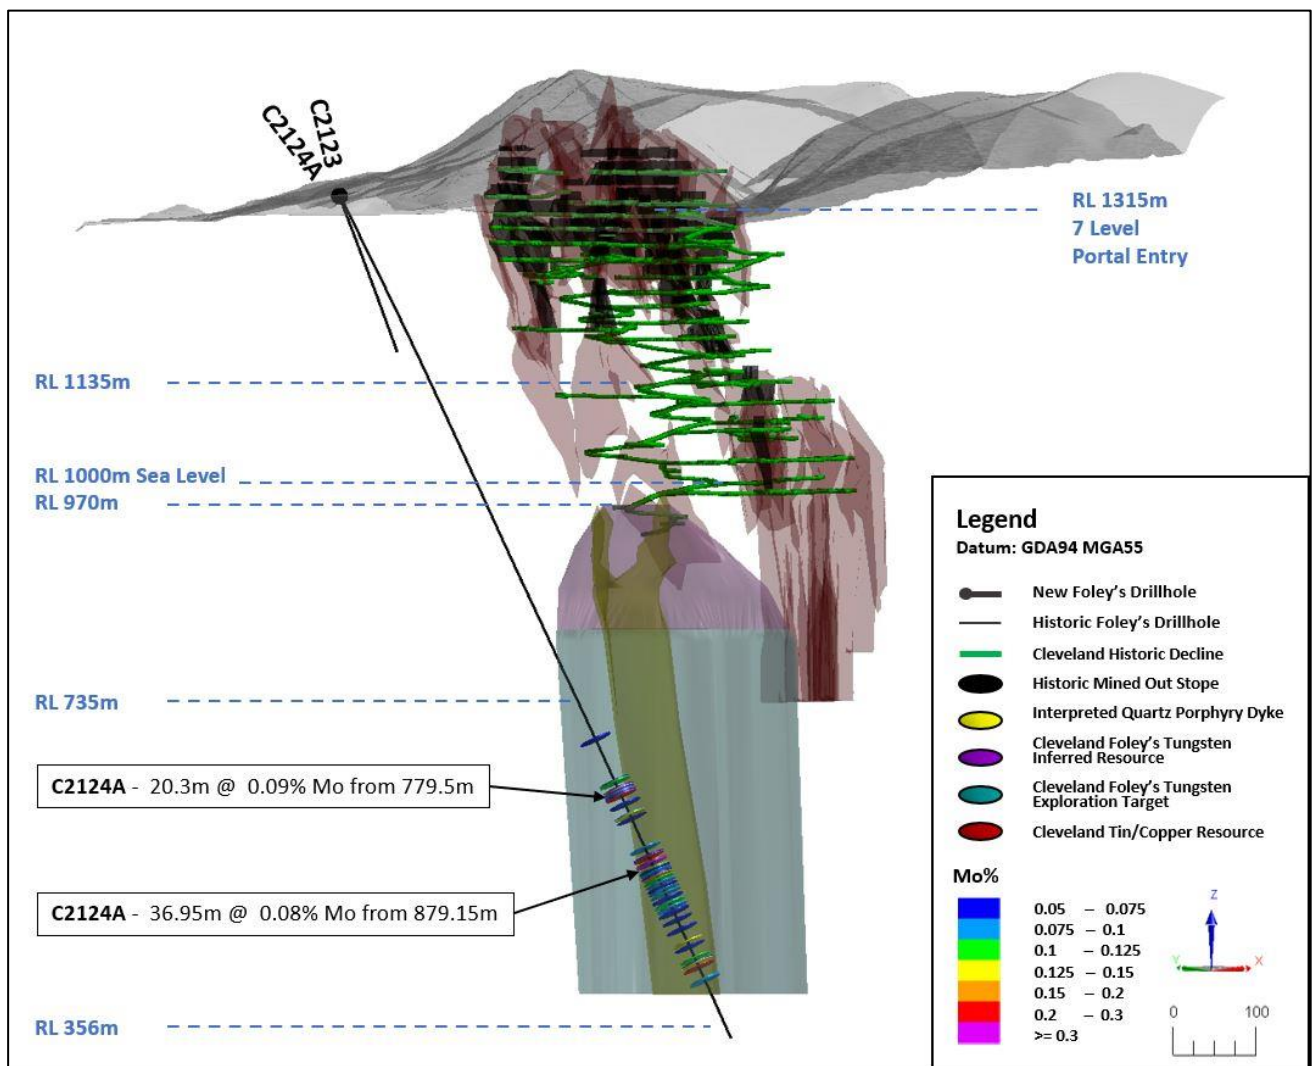 C2123
C2124A
RL 1315m
7 Level
Portal Entry
RL 1135m
RL 1000m Sea Level
RL 970m
RL 735m
C2124A - 20.3m @ 0.09% Mo from 779.5m
C2124A - 36.95m @ 0.08% Mo from 879.15m
RL 356m
Legend
Datum: GDA94 MGA55
New Foley's Drillhole
Historic Foley's Drillhole
Cleveland Historic Decline
Historic Mined Out Stope
Interpreted Quartz Porphyry Dyke
Cleveland Foley's Tungsten
Inferred Resource
Cleveland Foley's Tungsten
Exploration Target
Cleveland Tin/Copper Resource
Mo%
0.05 – 0.075
0.075 – 0.1
0.1 – 0.125
0.125 – 0.15
0.15 – 0.2
0.2 – 0.3
>= 0.3
Z
Y X
0 100